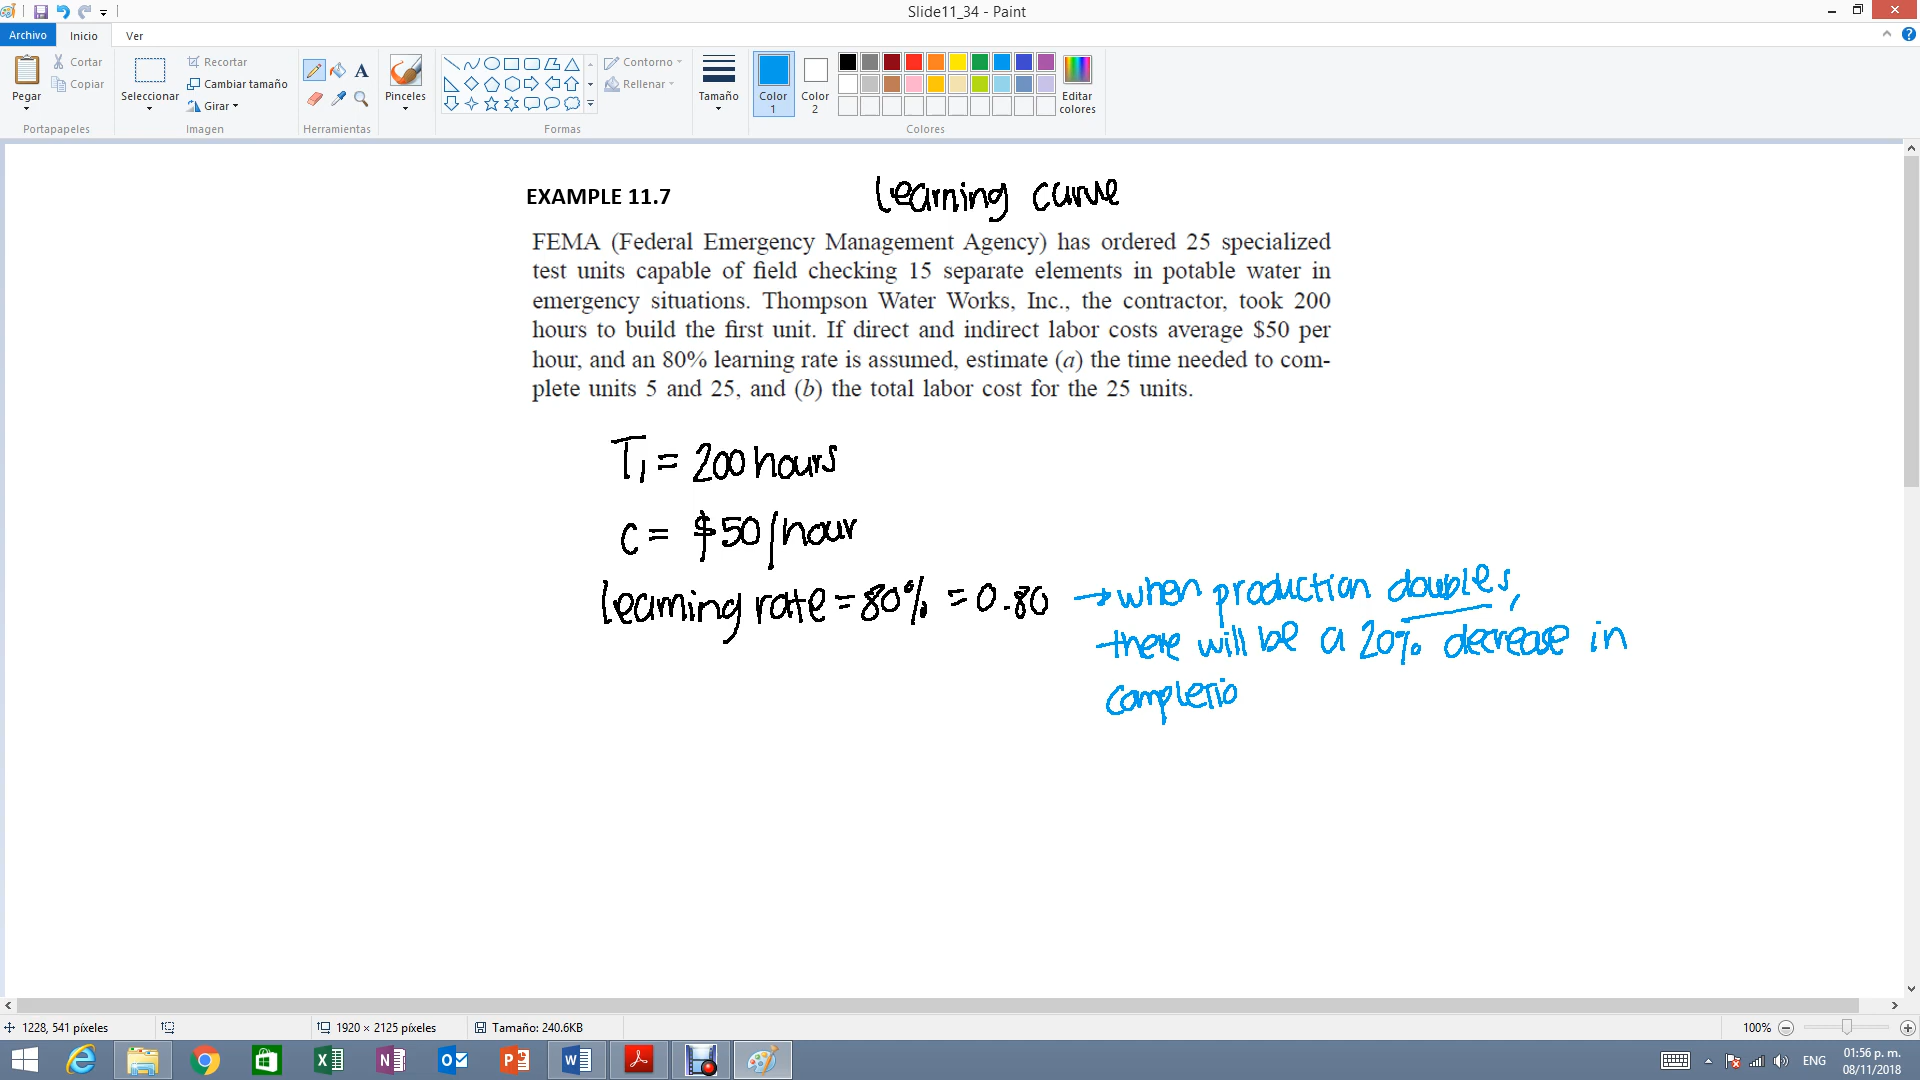 Slide11_34 - Paint
Archivo Inicio Ver
Pegar
Cortar
Copiar
Portapapeles
Seleccionar
Recortar
Cambiar tamaño
Girar
Imagen
A
Herramientas
Pinceles
Contorno
Rellenar
Formas
Tamaño
Color 1
Color 2
Editar colores
Colores
EXAMPLE 11.7
learning curve
FEMA (Federal Emergency Management Agency) has ordered 25 specialized
test units capable of field checking 15 separate elements in potable water in
emergency situations. Thompson Water Works, Inc., the contractor, took 200
hours to build the first unit. If direct and indirect labor costs average $50 per
hour, and an 80% learning rate is assumed, estimate (a) the time needed to com-
plete units 5 and 25, and (b) the total labor cost for the 25 units.
T1 = 200 hours
c = $50/hour
learning rate = 80% = 0.80 → when production doubles,
there will be a 20% decrease in
completio
1228, 541 píxeles 1920 × 2125 píxeles Tamaño: 240.6KB 100%
ENG
01:56 p. m.
08/11/2018